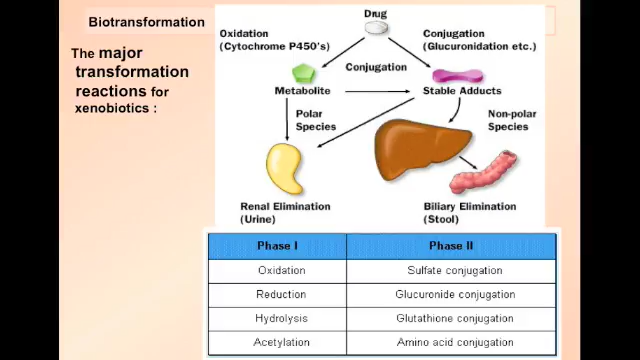 Biotransformation
The major
transformation
reactions for
xenobiotics :
Drug
Oxidation
(Cytochrome P450's)
Conjugation
(Glucuronidation etc.)
Conjugation
Metabolite
Stable Adducts
Polar
Species
Non-polar
Species
Renal Elimination
(Urine)
Biliary Elimination
(Stool)
Phase I Phase II
Oxidation Sulfate conjugation
Reduction Glucuronide conjugation
Hydrolysis Glutathione conjugation
Acetylation Amino acid conjugation